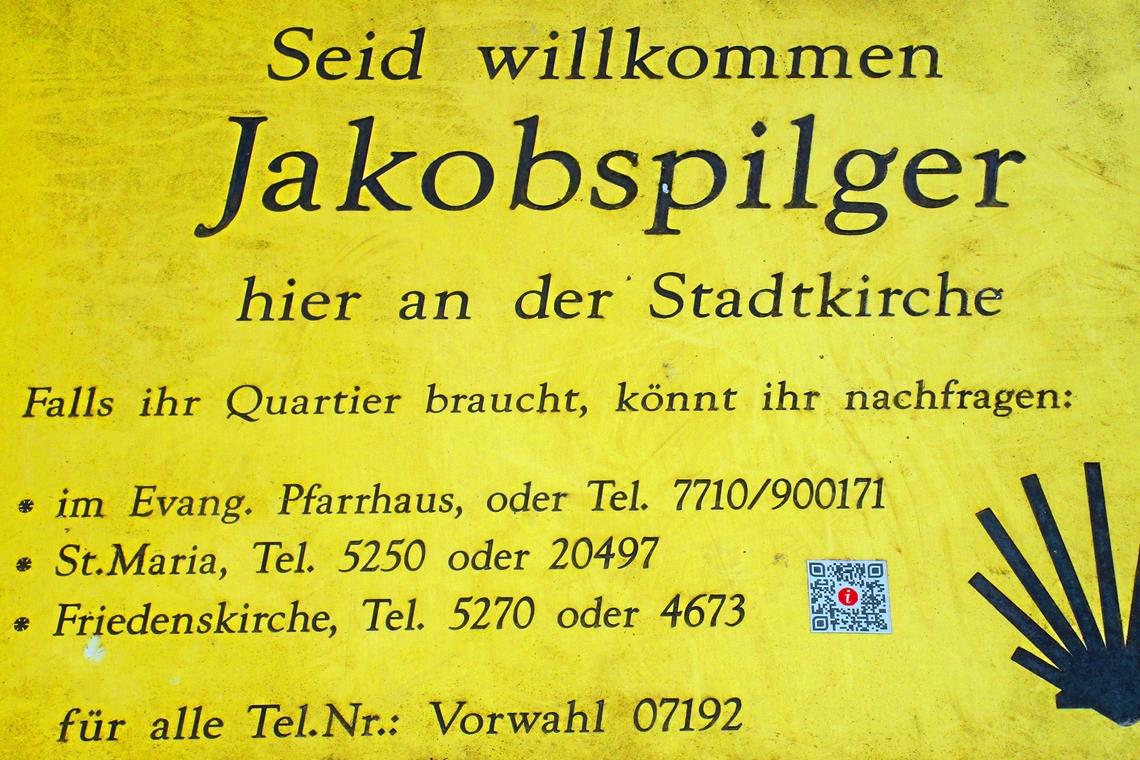 Seid willkommen
Jakobspilger
hier an der Stadtkirche
Falls ihr Quartier braucht, könnt ihr nachfragen:
* im Evang. Pfarrhaus, oder Tel. 7710/900171
* St.Maria, Tel. 5250 oder 20497
* Friedenskirche, Tel. 5270 oder 4673
i
für alle Tel.Nr.: Vorwahl 07192